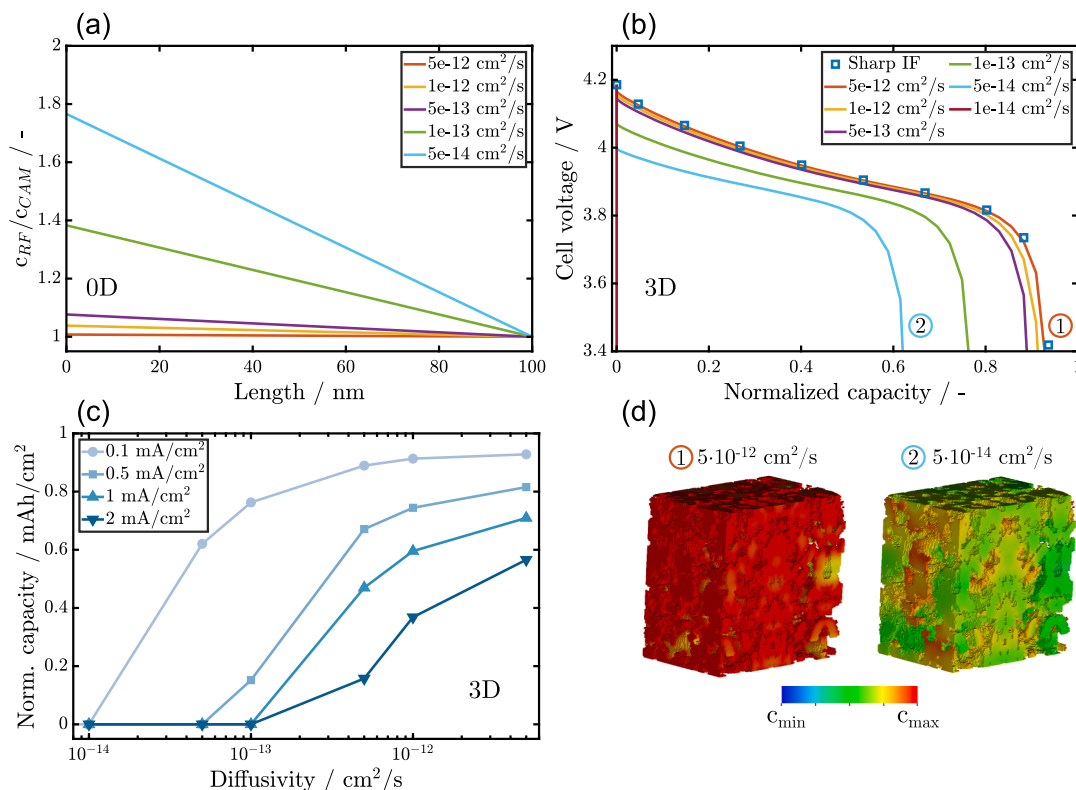 (a)
2
1.8
1.6
1.4
1.2
1
c_RF/c_CAM / -
5e-12 cm²/s
1e-12 cm²/s
5e-13 cm²/s
1e-13 cm²/s
5e-14 cm²/s
0D
0 20 40 60 80 100
Length / nm
(b)
4.2
4
3.8
3.6
3.4
Cell voltage / V
Sharp IF
5e-12 cm²/s
1e-12 cm²/s
5e-13 cm²/s
1e-13 cm²/s
5e-14 cm²/s
1e-14 cm²/s
3D
2
1
0 0.2 0.4 0.6 0.8 1
Normalized capacity / -
(c)
1
0.8
0.6
0.4
0.2
0
Norm. capacity / mAh/cm²
0.1 mA/cm²
0.5 mA/cm²
1 mA/cm²
2 mA/cm²
3D
10⁻¹⁴ 10⁻¹³ 10⁻¹²
Diffusivity / cm²/s
(d)
1 5·10⁻¹² cm²/s
2 5·10⁻¹⁴ cm²/s
c_min c_max